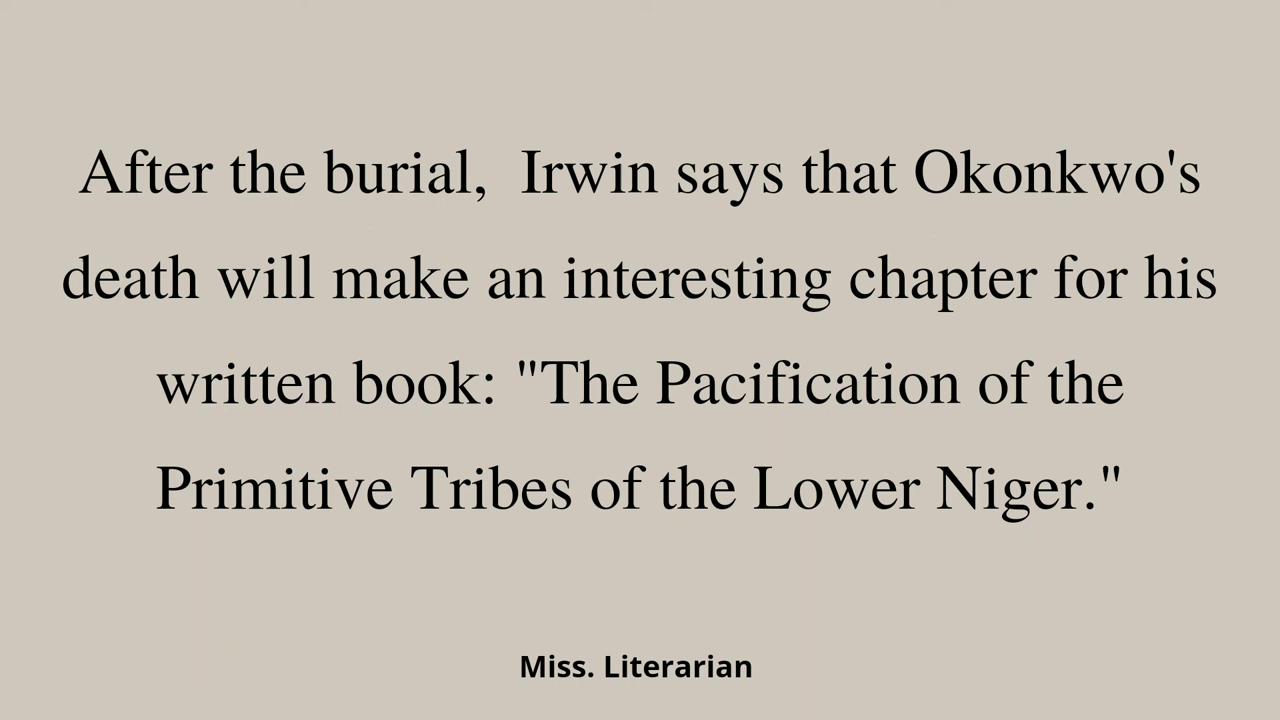 After the burial,  Irwin says that Okonkwo's
death will make an interesting chapter for his
written book: "The Pacification of the
Primitive Tribes of the Lower Niger."
Miss. Literarian